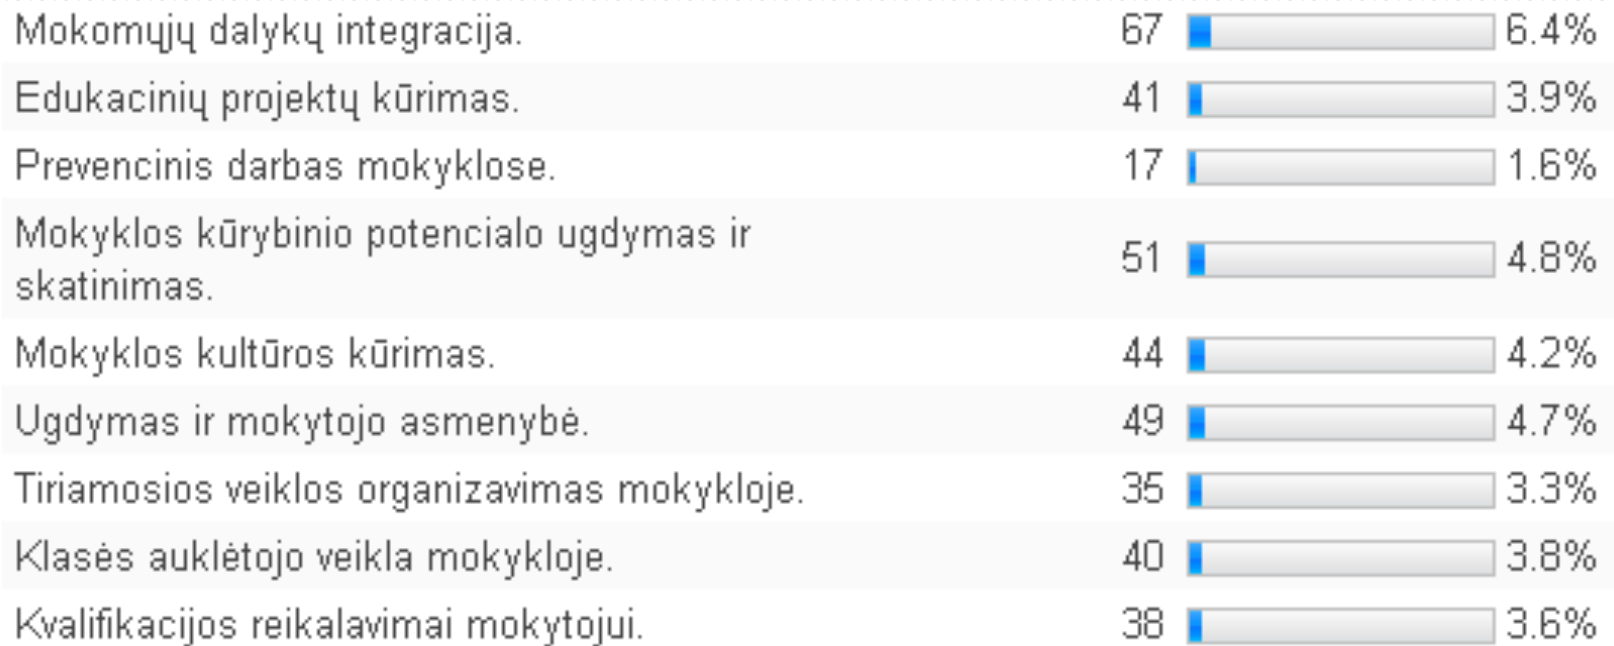 Mokomųjų dalykų integracija. 67 6.4%
Edukacinių projektų kūrimas. 41 3.9%
Prevencinis darbas mokyklose. 17 1.6%
Mokyklos kūrybinio potencialo ugdymas ir
skatinimas. 51 4.8%
Mokyklos kultūros kūrimas. 44 4.2%
Ugdymas ir mokytojo asmenybė. 49 4.7%
Tiriamosios veiklos organizavimas mokykloje. 35 3.3%
Klasės auklėtojo veikla mokykloje. 40 3.8%
Kvalifikacijos reikalavimai mokytojui. 38 3.6%